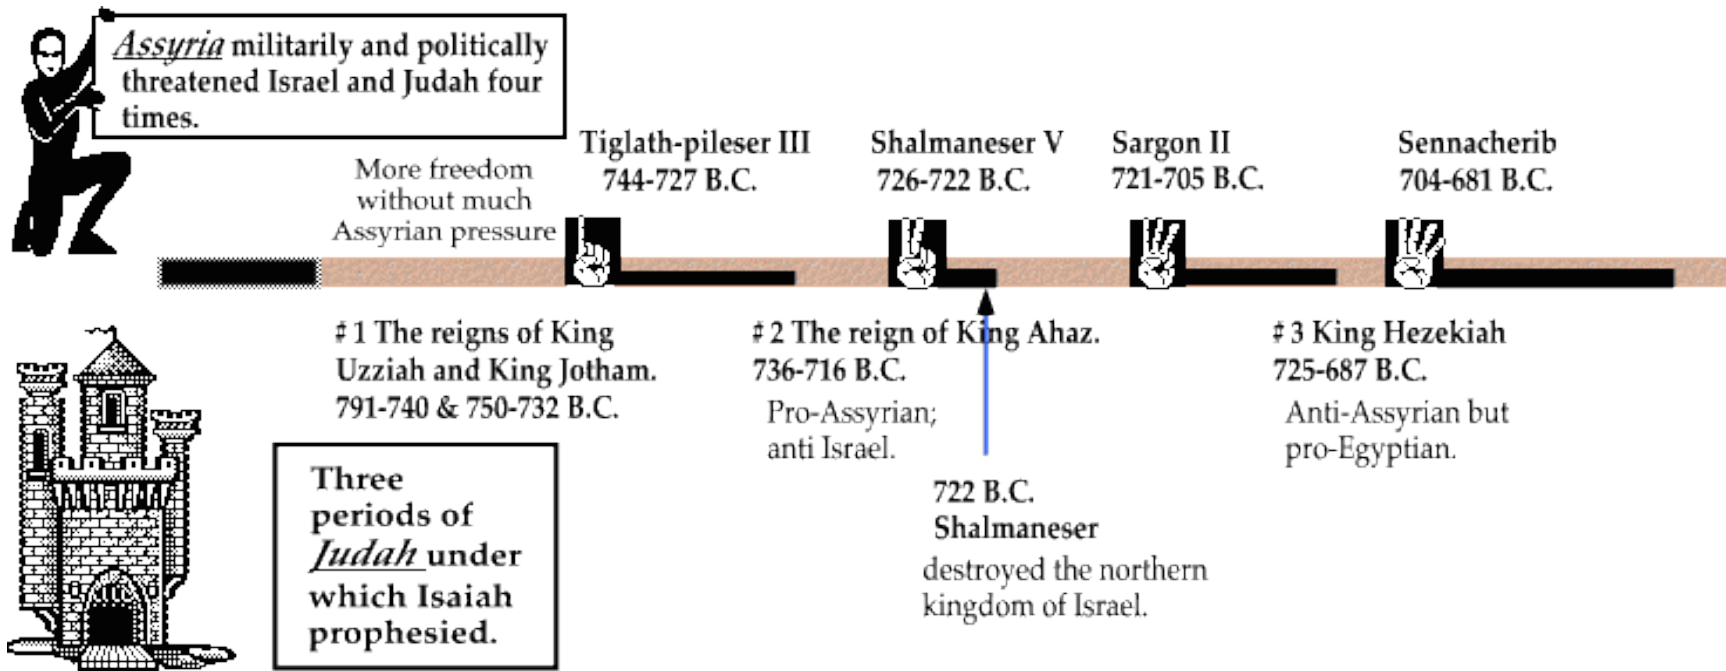 Assyria militarily and politically
threatened Israel and Judah four
times.
More freedom
without much
Assyrian pressure
Tiglath-pileser III
744-727 B.C.
Shalmaneser V
726-722 B.C.
Sargon II
721-705 B.C.
Sennacherib
704-681 B.C.
#1 The reigns of King
Uzziah and King Jotham.
791-740 & 750-732 B.C.
#2 The reign of King Ahaz.
736-716 B.C.
Pro-Assyrian;
anti Israel.
722 B.C.
Shalmaneser
destroyed the northern
kingdom of Israel.
#3 King Hezekiah
725-687 B.C.
Anti-Assyrian but
pro-Egyptian.
Three
periods of
Judah under
which Isaiah
prophesied.